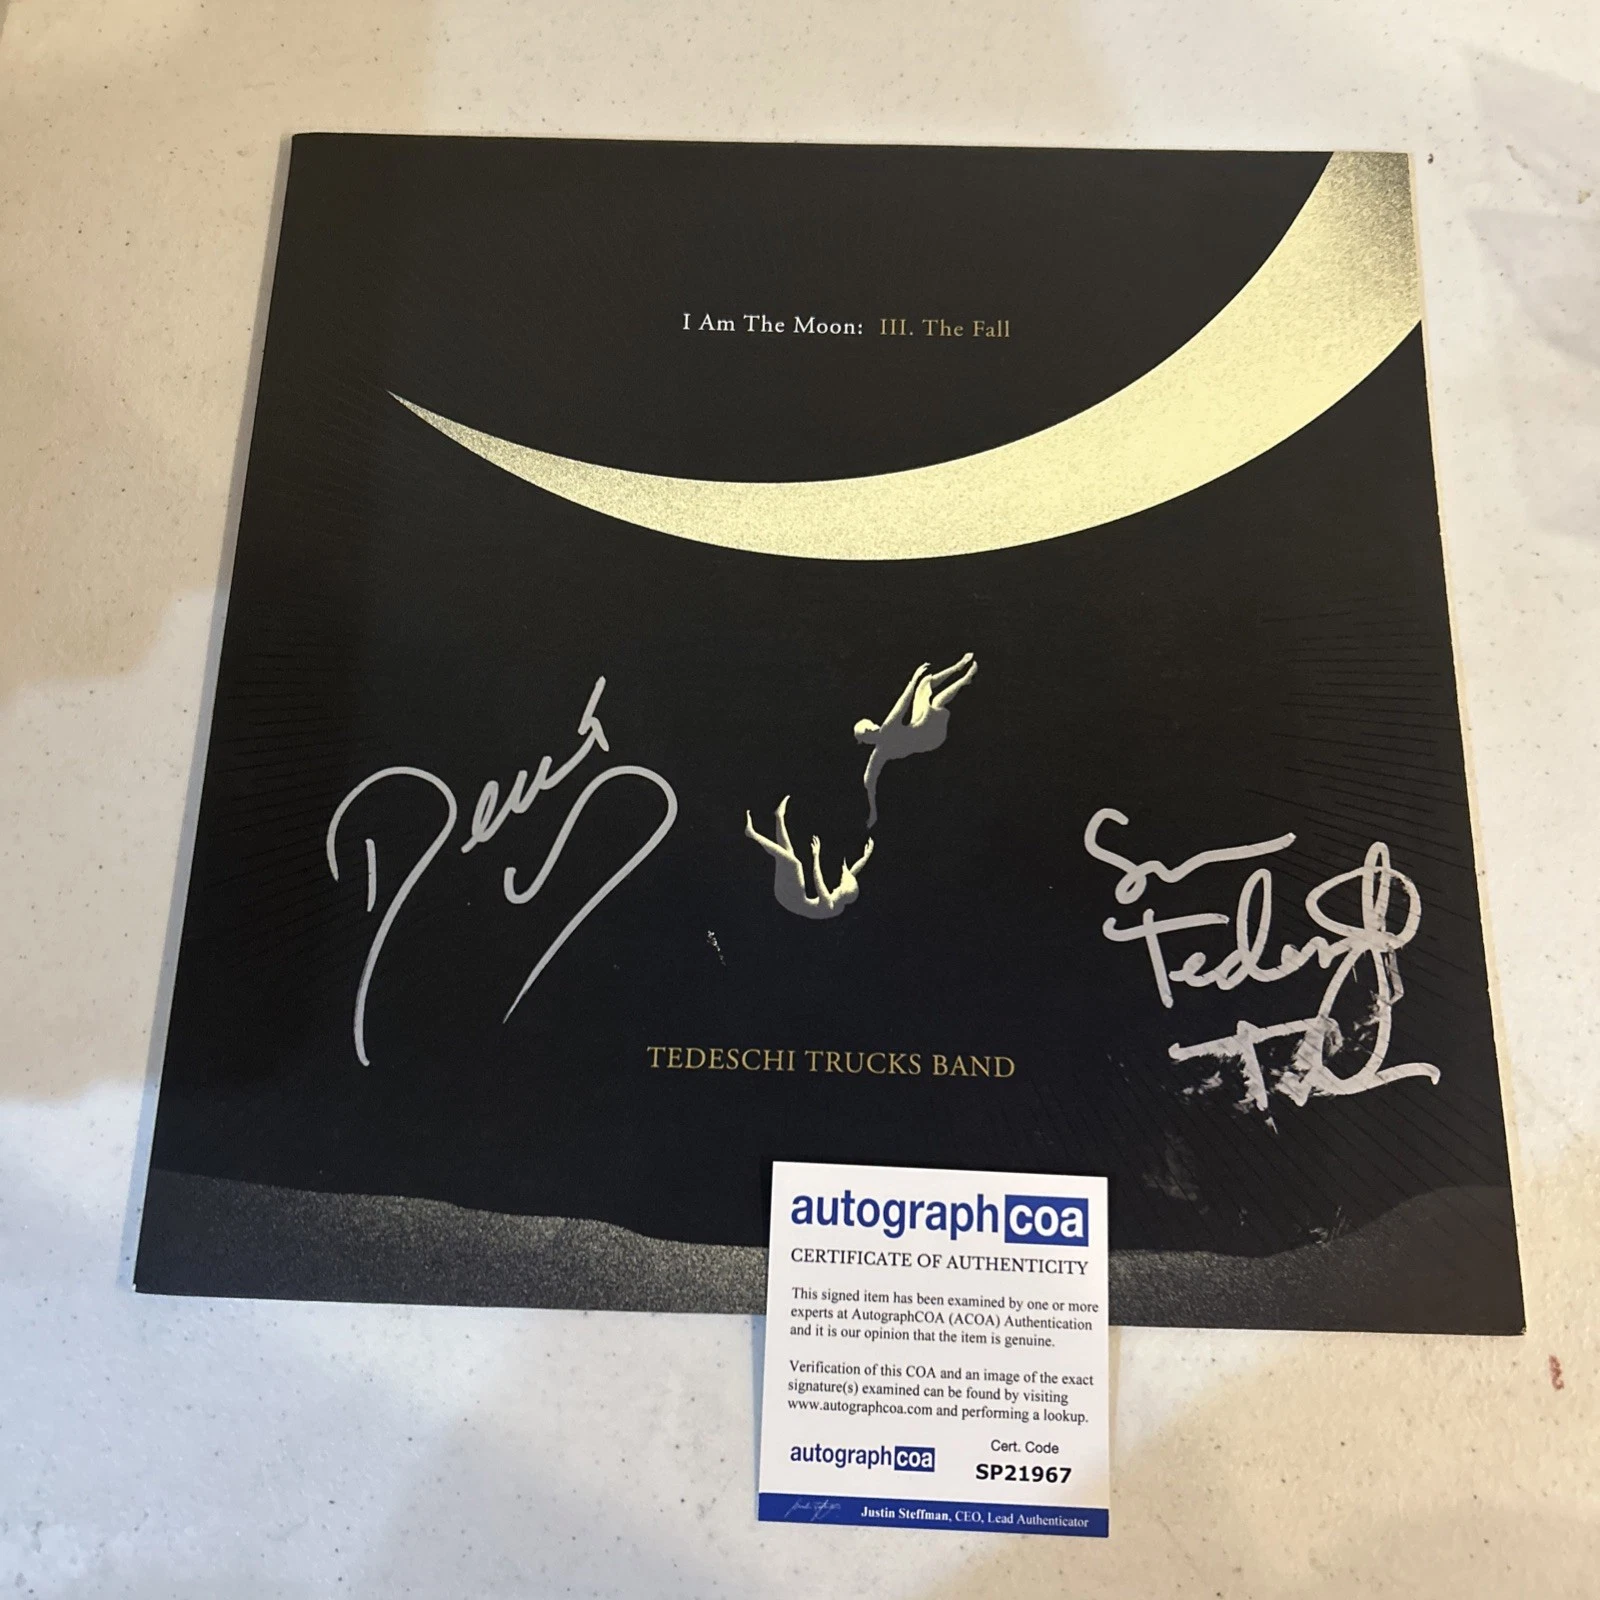 I Am The Moon: III. The Fall
Derek
Susan
Tedeschi
TEDESCHI TRUCKS BAND
autographcoa
CERTIFICATE OF AUTHENTICITY
This signed item has been examined by one or more
experts at AutographCOA (ACOA) Authentication
and it is our opinion that the item is genuine.
Verification of this COA and an image of the exact
signature(s) examined can be found by visiting
www.autographcoa.com and performing a lookup.
autographcoa
Cert. Code
SP21967
Justin Steffman, CEO, Lead Authenticator